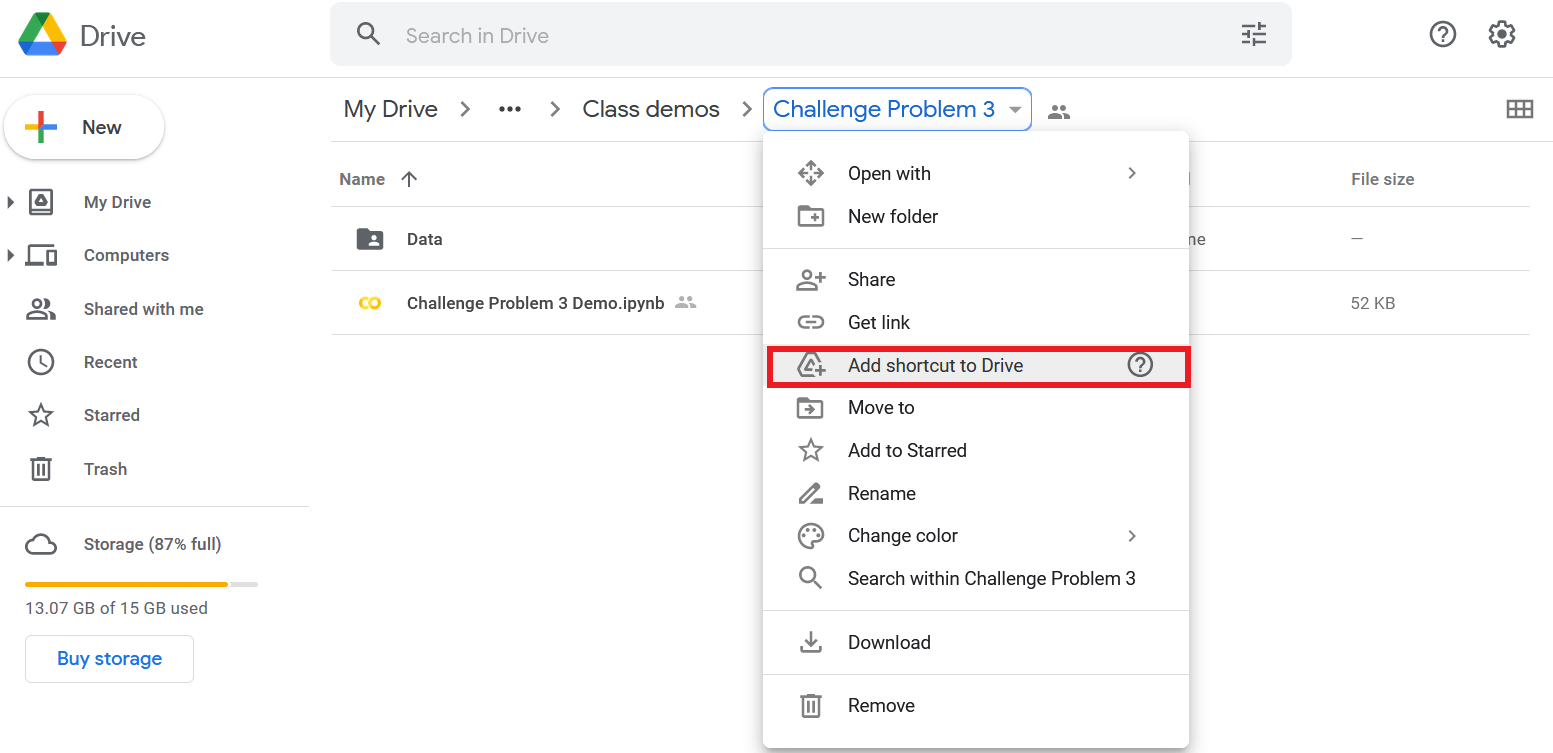 Drive
Search in Drive
My Drive ••• Class demos Challenge Problem 3
New
Name
File size
My Drive
Computers
Shared with me
Recent
Starred
Trash
Storage (87% full)
13.07 GB of 15 GB used
Buy storage
Data
—
Challenge Problem 3 Demo.ipynb
52 KB
Open with
New folder
Share
Get link
Add shortcut to Drive
Move to
Add to Starred
Rename
Change color
Search within Challenge Problem 3
Download
Remove